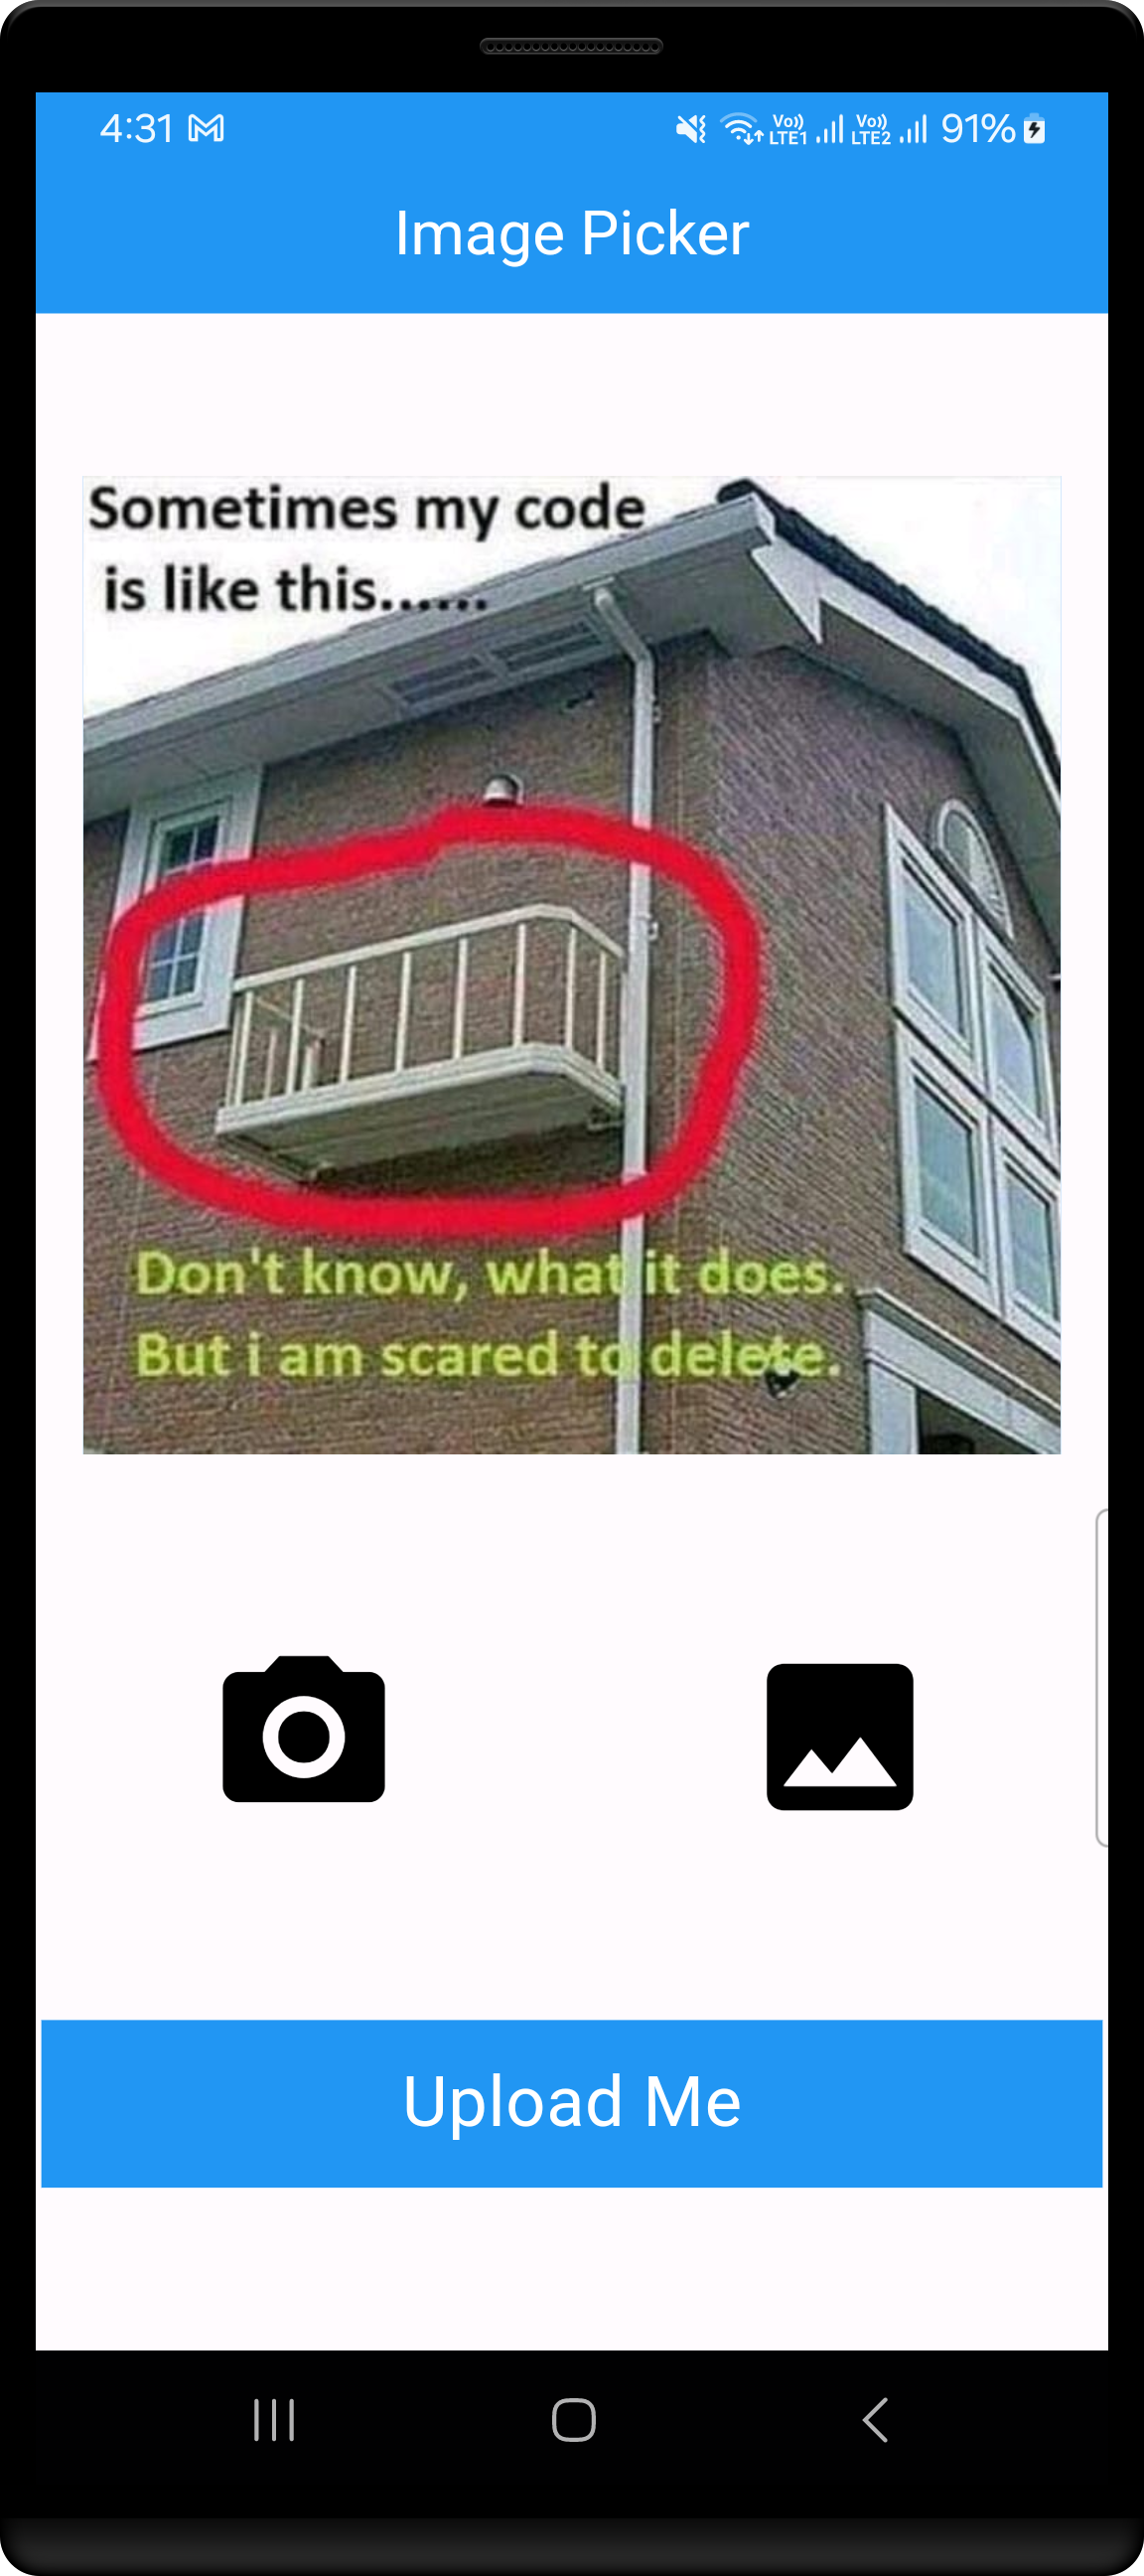 4:31
Vo)) LTE1 Vo)) LTE2 91%
Image Picker
Sometimes my code
is like this......
Don't know, what it does.
But i am scared to delete.
Upload Me